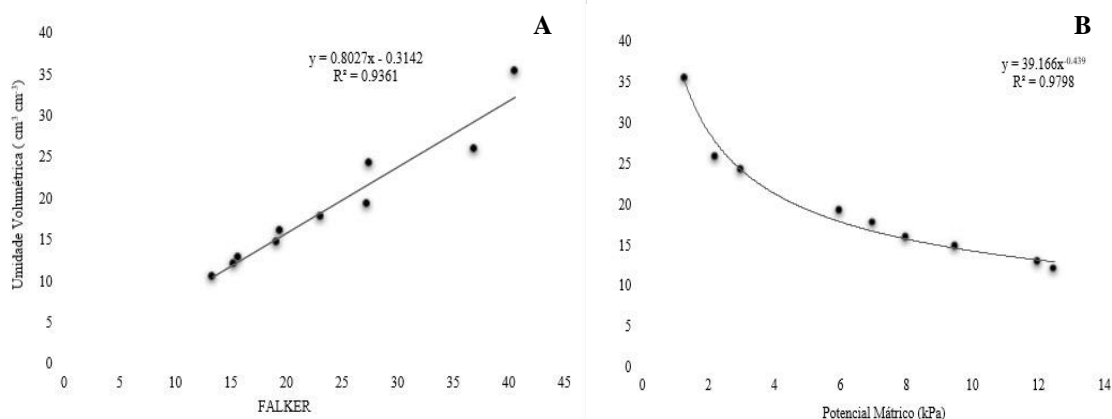 A
y = 0.8027x - 0.3142
R² = 0.9361
Umidade Volumétrica ( cm³ cm⁻³)
40
35
30
25
20
15
10
5
0
0 5 10 15 20 25 30 35 40 45
FALKER
B
y = 39.166x⁻⁰·⁴³⁹
R² = 0.9798
40
35
30
25
20
15
10
5
0
0 2 4 6 8 10 12 14
Potencial Mátrico (kPa)